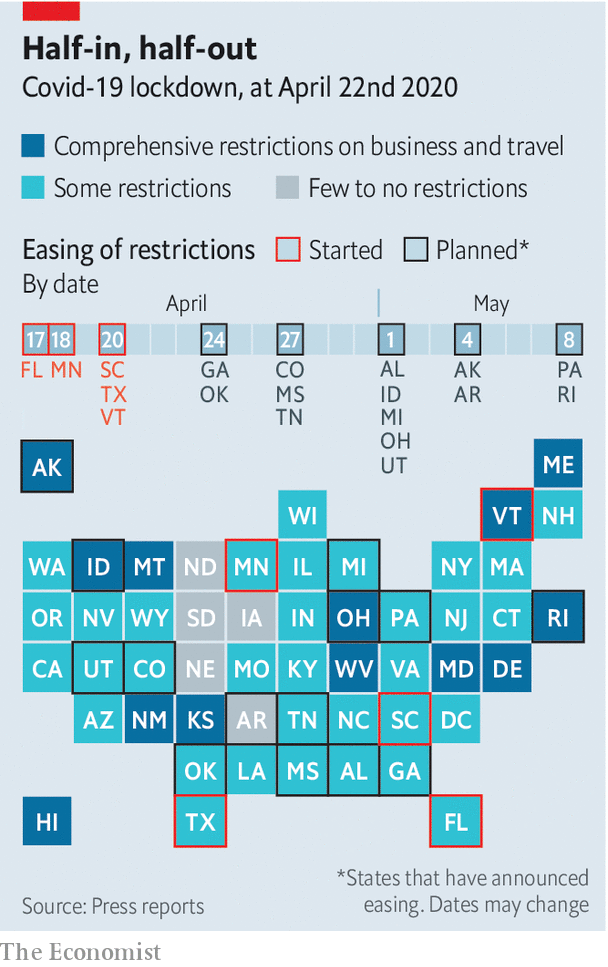 Half-in, half-out
Covid-19 lockdown, at April 22nd 2020
Comprehensive restrictions on business and travel
Some restrictions Few to no restrictions
Easing of restrictions Started Planned*
By date
April May
17 18 20 24 27 1 4 8
FL MN SC GA CO AL AK PA
TX OK MS ID AR RI
VT TN MI
OH
UT
AK ME
WI VT NH
WA ID MT ND MN IL MI NY MA
OR NV WY SD IA IN OH PA NJ CT RI
CA UT CO NE MO KY WV VA MD DE
AZ NM KS AR TN NC SC DC
OK LA MS AL GA
HI TX FL
*States that have announced
easing. Dates may change
Source: Press reports
The Economist